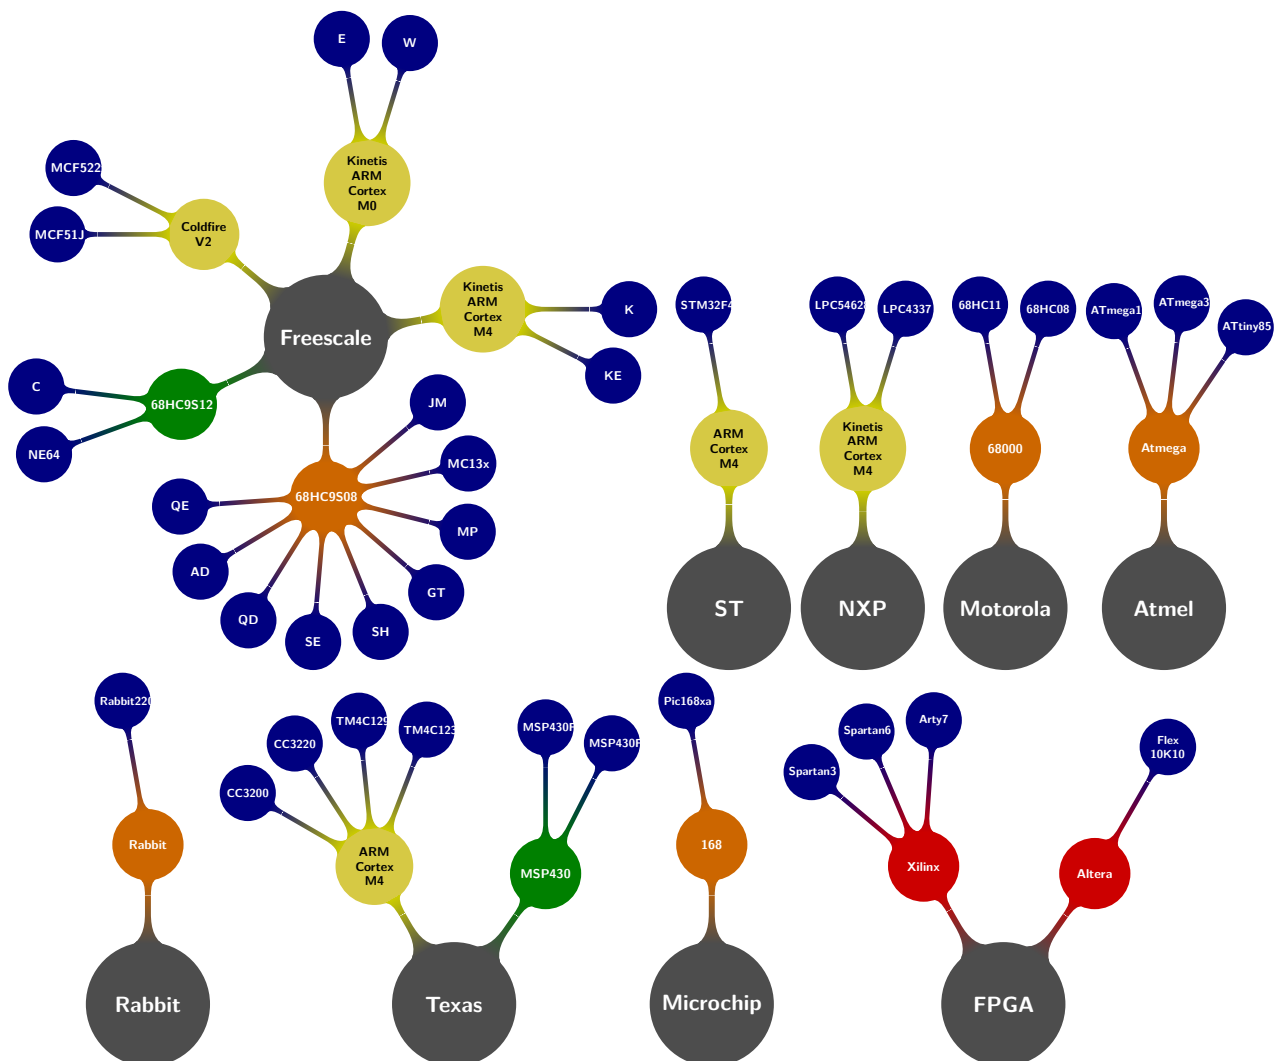 E
W
Kinetis
ARM
Cortex
M0
MCF522
MCF51J
Coldfire
V2
Freescale
Kinetis
ARM
Cortex
M4
K
KE
C
NE64
68HC9S12
68HC9S08
JM
MC13x
MP
GT
SH
SE
QD
AD
QE
STM32F4
ARM
Cortex
M4
ST
LPC54628
LPC4337
Kinetis
ARM
Cortex
M4
NXP
68HC11
68HC08
68000
Motorola
ATmega1
ATmega3
ATtiny85
Atmega
Atmel
Rabbit220
Rabbit
Rabbit
CC3200
CC3220
TM4C129
TM4C123
ARM
Cortex
M4
MSP430F
MSP430F
MSP430
Texas
Pic168xa
168
Microchip
Spartan3
Spartan6
Arty7
Xilinx
Flex
10K10
Altera
FPGA